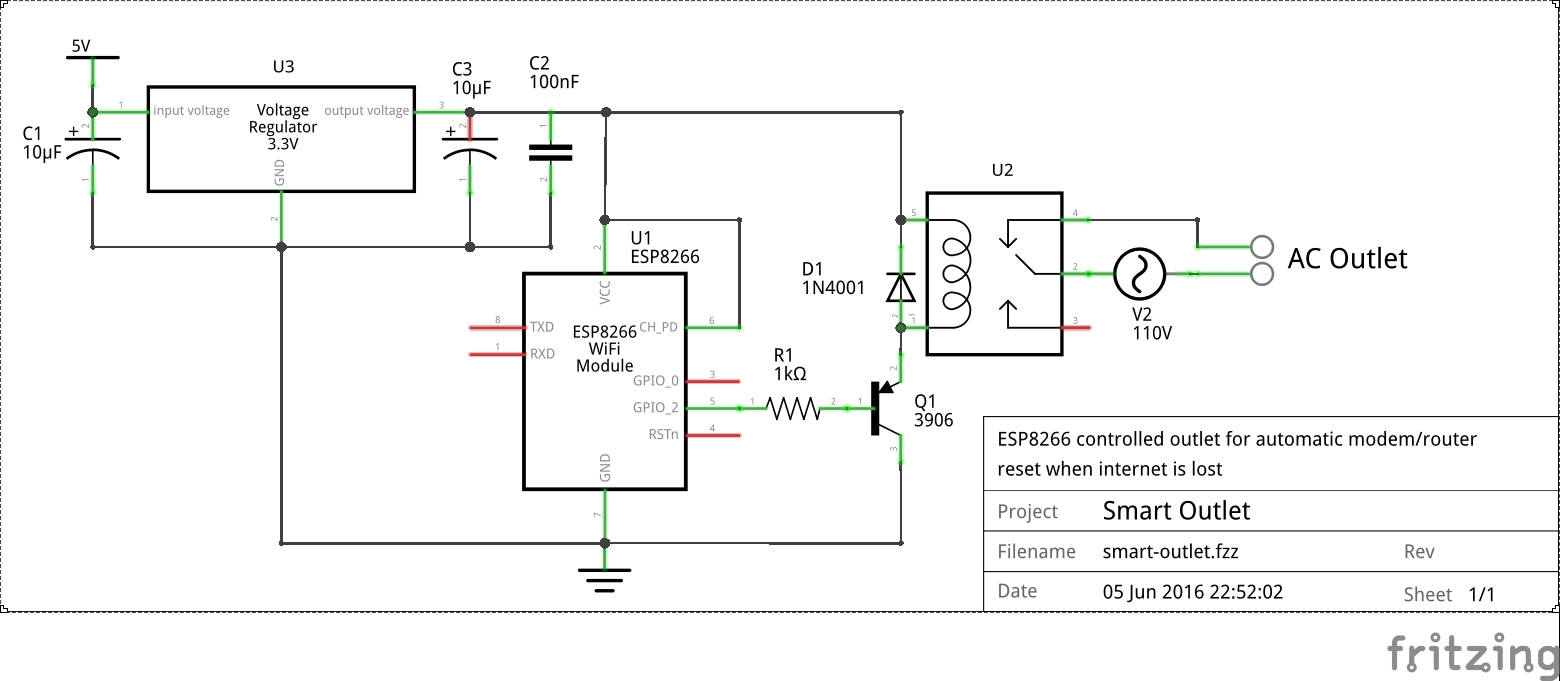 5V
U3
C3
10µF
C2
100nF
1
input voltage
Voltage
Regulator
3.3V
output voltage
3
GND
2
C1
10µF
+
2
1
+
2
1
1
2
2
U1
ESP8266
VCC
8
TXD
1
RXD
ESP8266
WiFi
Module
CH_PD
6
GPIO_0
3
GPIO_2
5
RSTn
4
GND
7
R1
1kΩ
1
2
1
2
3
Q1
3906
D1
1N4001
2
1
U2
5
1
4
2
3
V2
110V
AC Outlet
ESP8266 controlled outlet for automatic modem/router
reset when internet is lost
Project Smart Outlet
Filename smart-outlet.fzz Rev
Date 05 Jun 2016 22:52:02 Sheet 1/1
fritzing